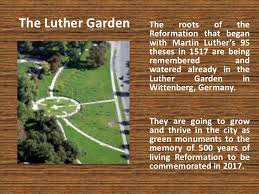 The Luther Garden
The roots of the
Reformation that began
with Martin Luther's 95
theses in 1517 are being
remembered and
watered already in the
Luther Garden in
Wittenberg, Germany.
They are going to grow
and thrive in the city as
green monuments to the
memory of 500 years of
living Reformation to be
commemorated in 2017.